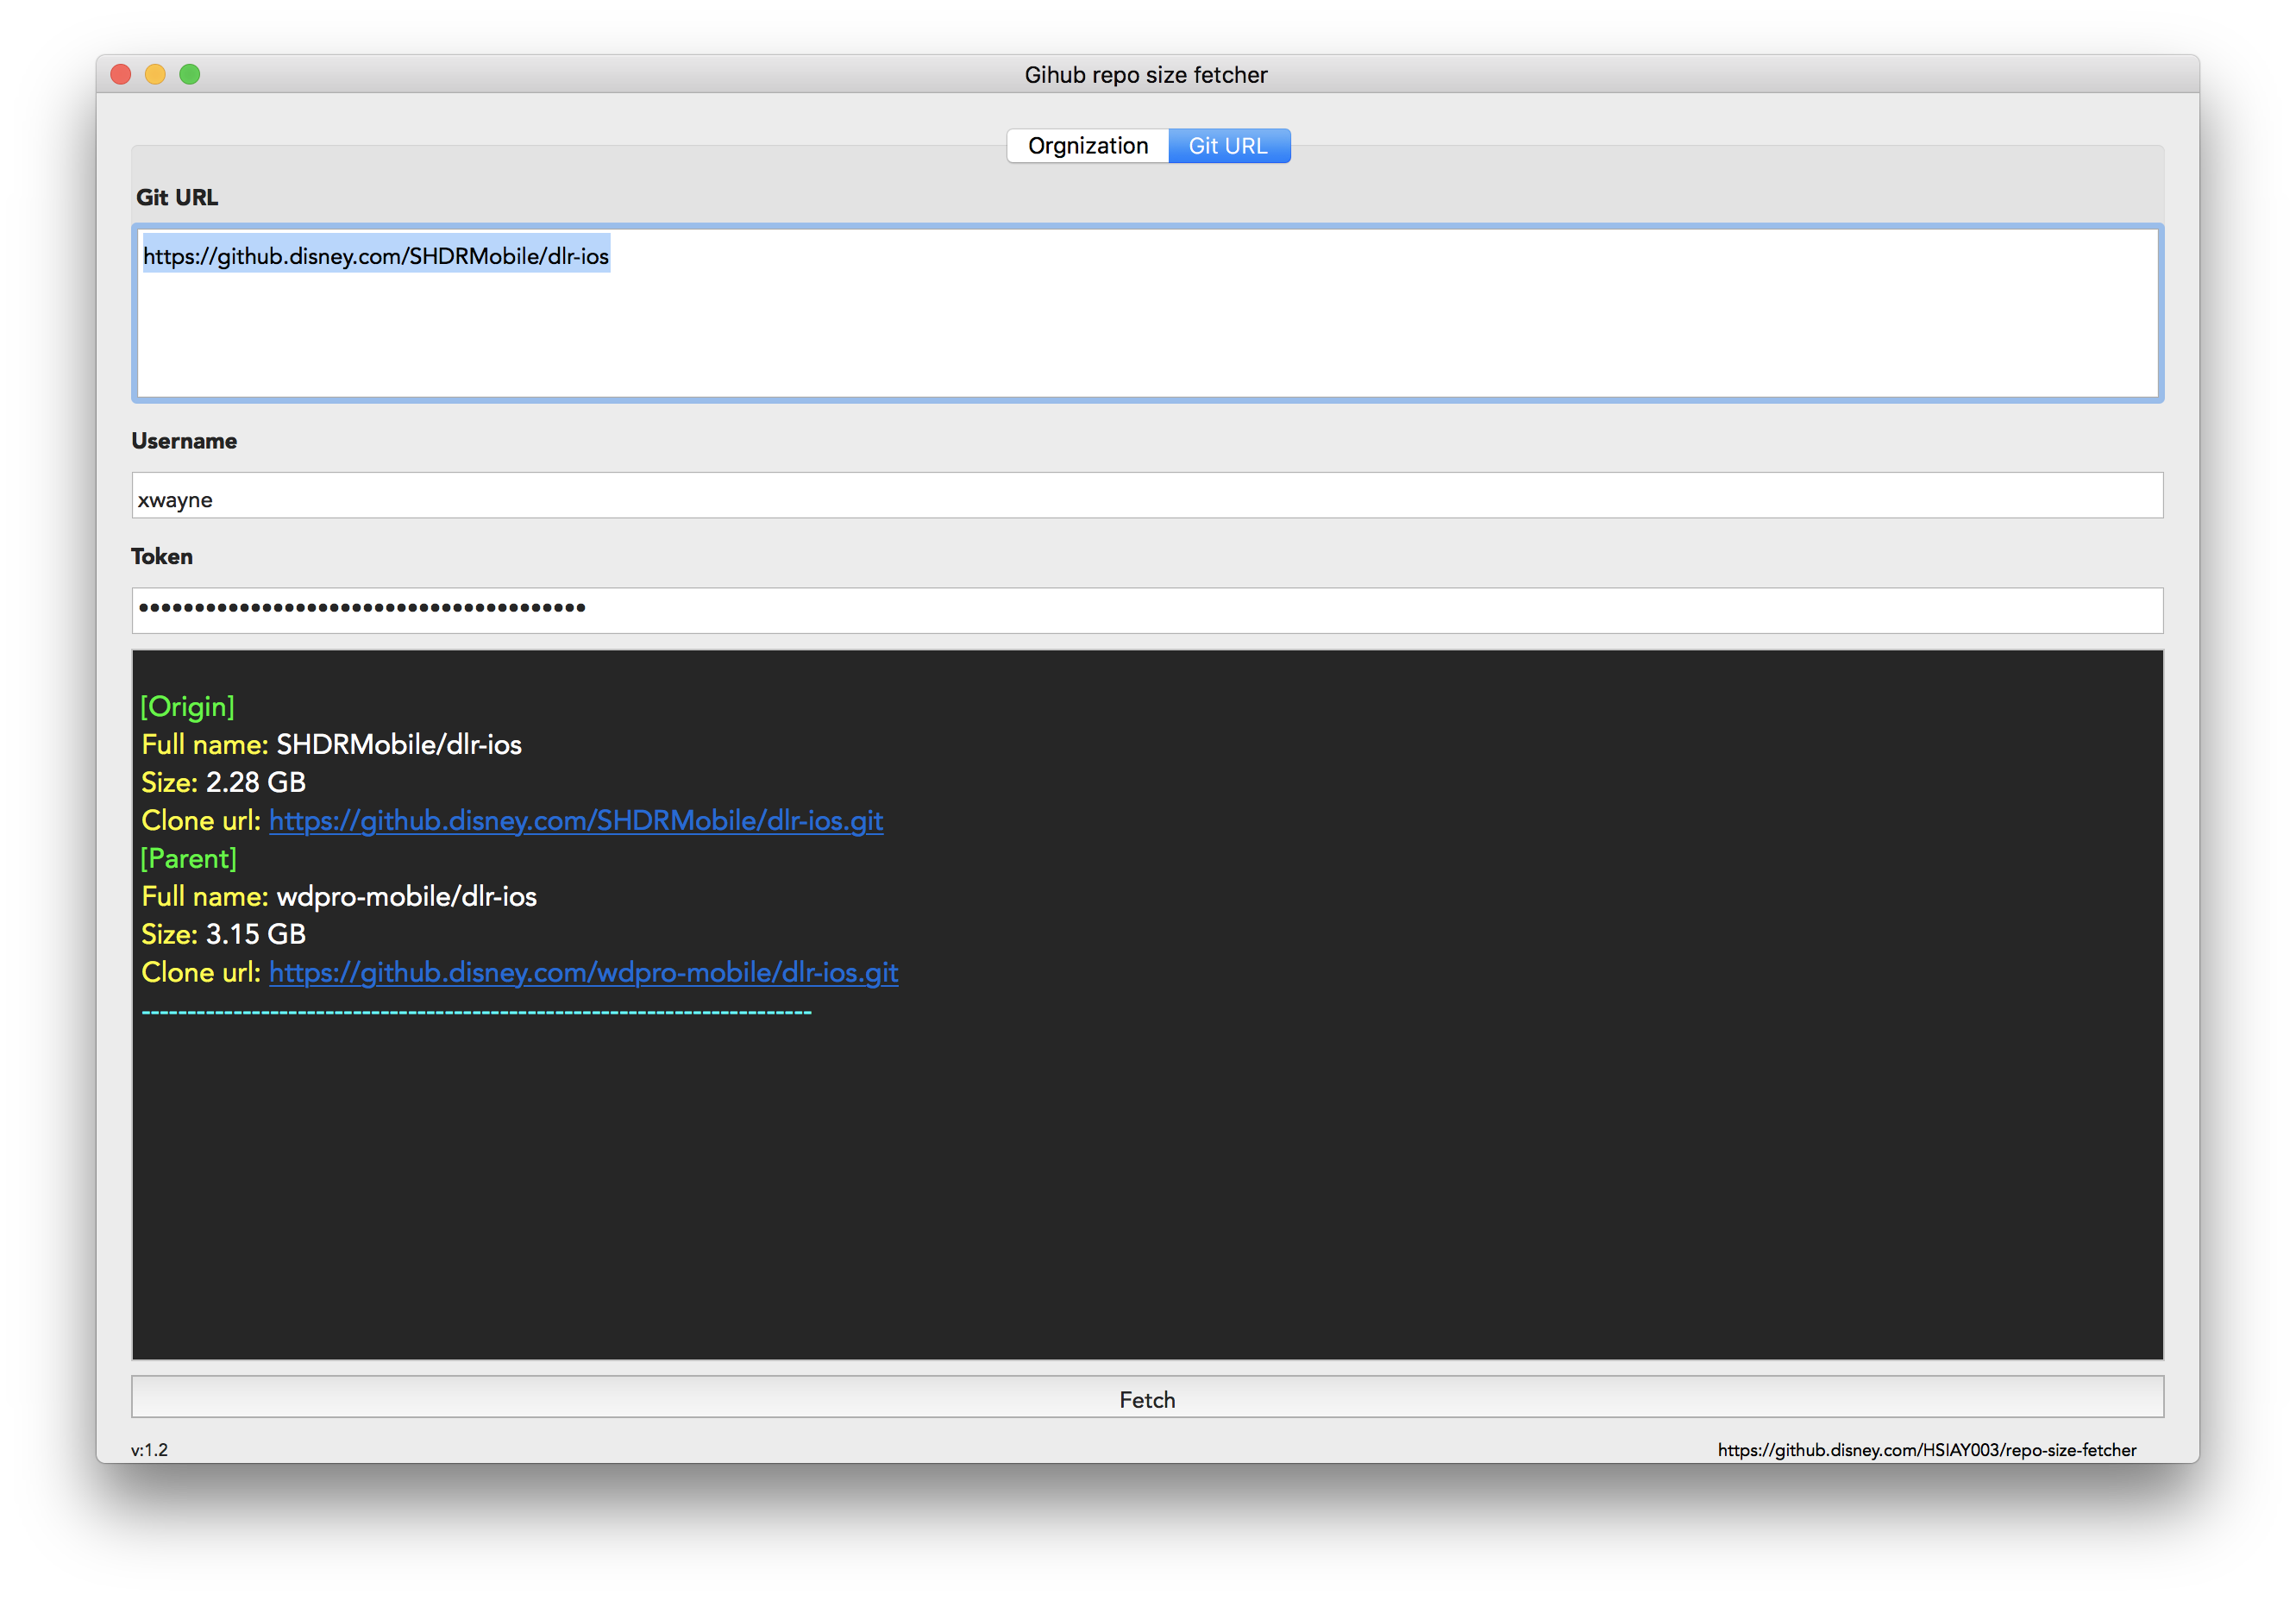 Gihub repo size fetcher
Orgnization Git URL
Git URL
https://github.disney.com/SHDRMobile/dlr-ios
Username
xwayne
Token
••••••••••••••••••••••••••••••••••••••••
[Origin]
Full name: SHDRMobile/dlr-ios
Size: 2.28 GB
Clone url: https://github.disney.com/SHDRMobile/dlr-ios.git
[Parent]
Full name: wdpro-mobile/dlr-ios
Size: 3.15 GB
Clone url: https://github.disney.com/wdpro-mobile/dlr-ios.git
------------------------------------------------------------------------
Fetch
v:1.2 https://github.disney.com/HSIAY003/repo-size-fetcher